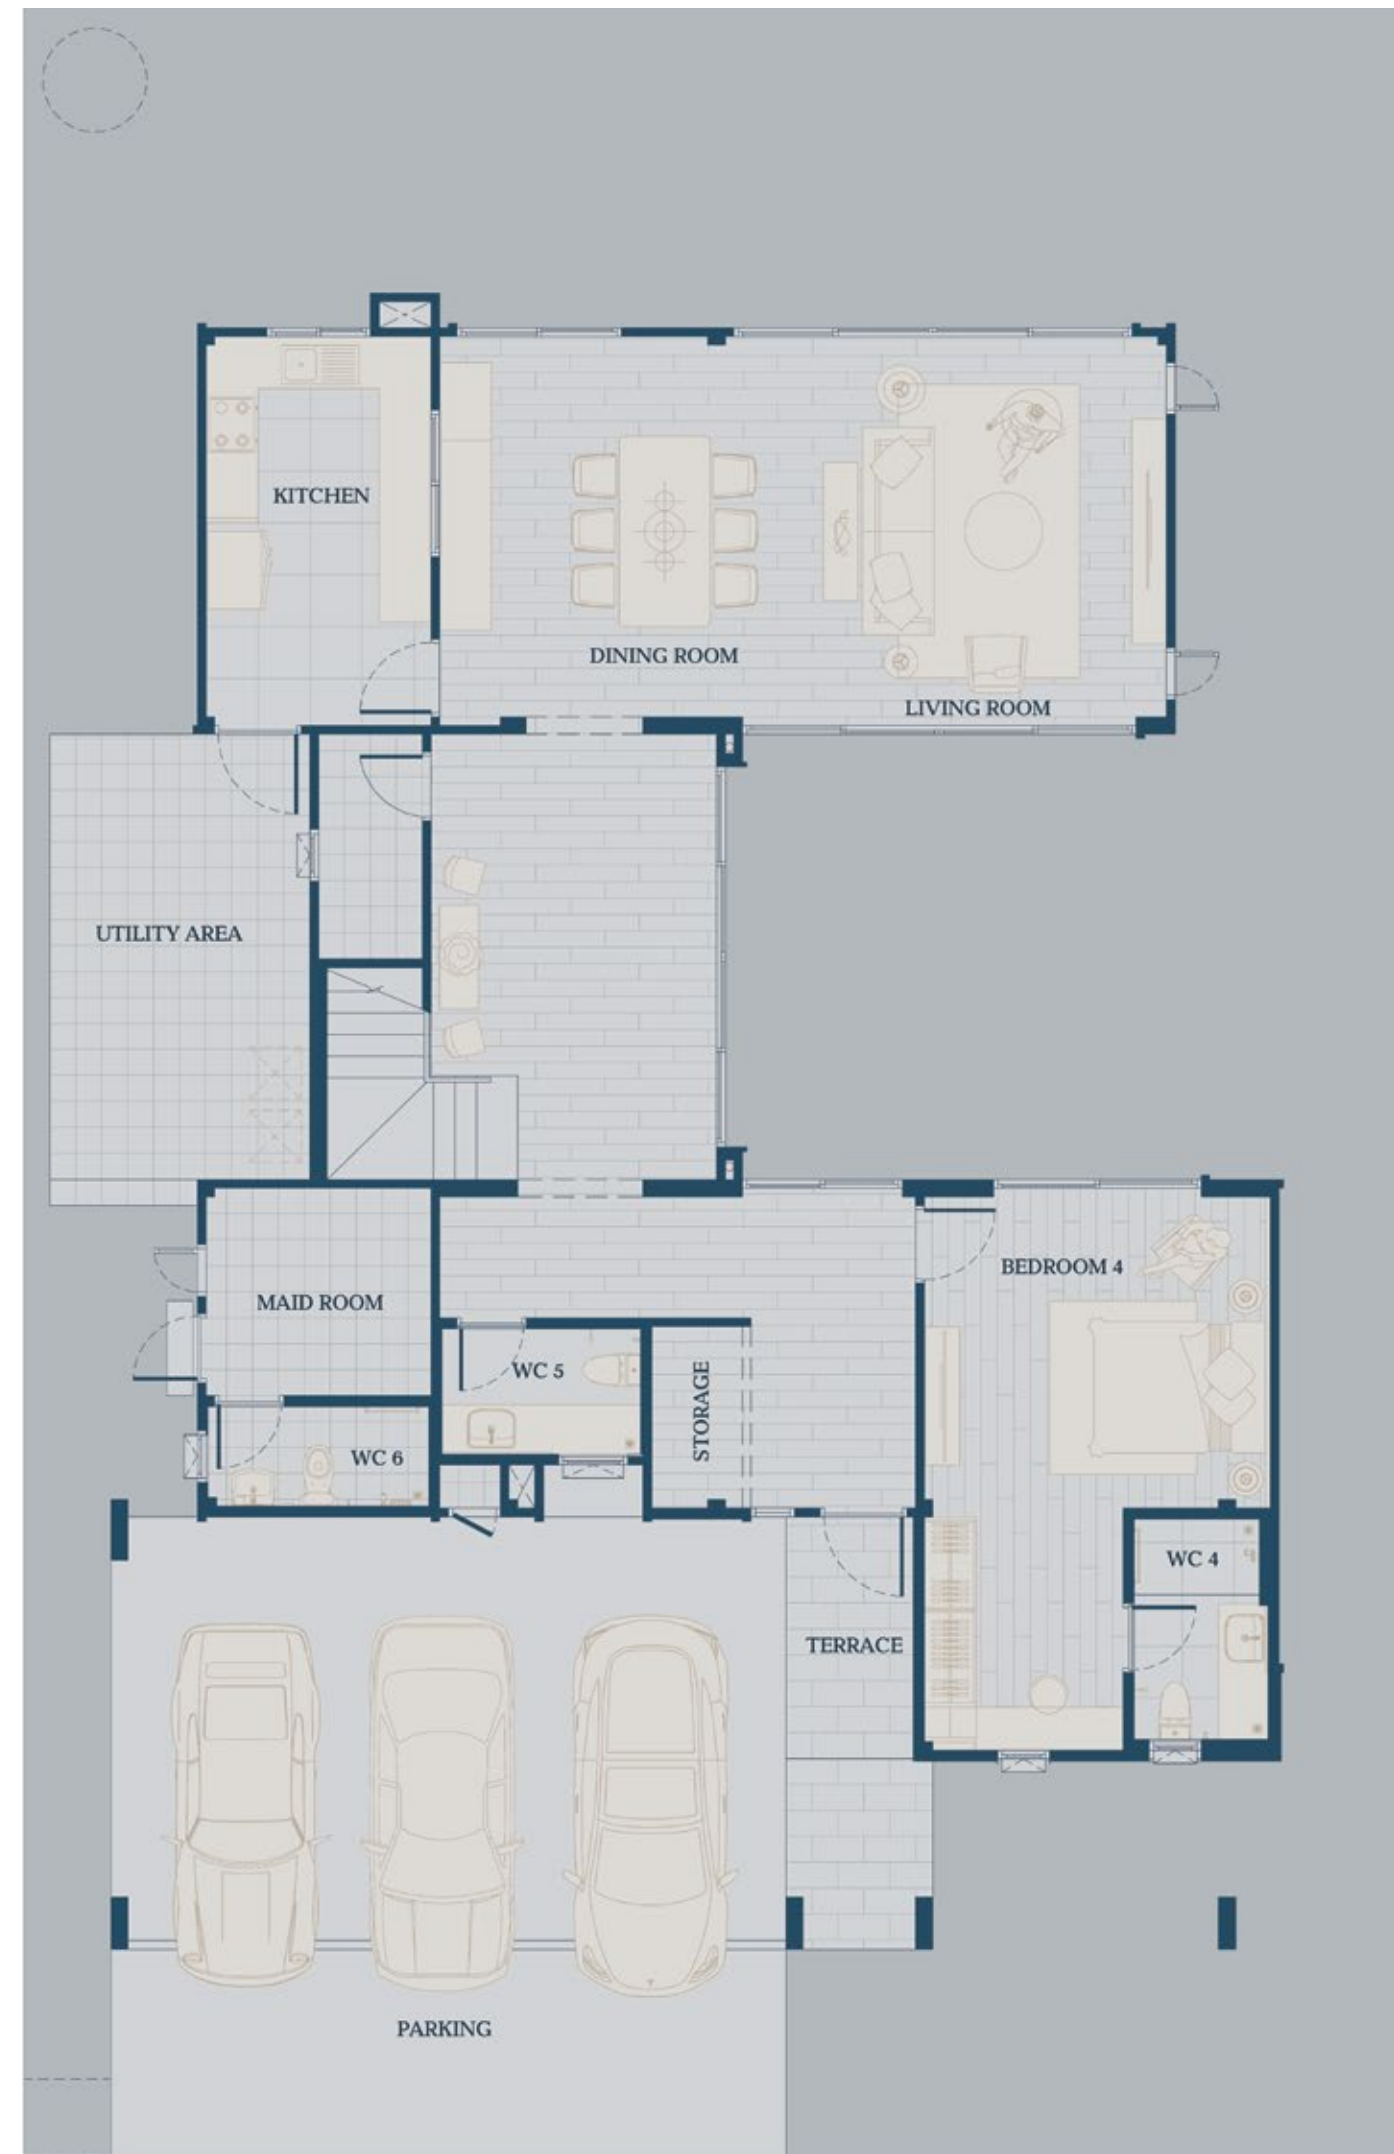 KITCHEN
DINING ROOM
LIVING ROOM
UTILITY AREA
BEDROOM 4
MAID ROOM
WC 5
STORAGE
WC 6
WC 4
TERRACE
PARKING